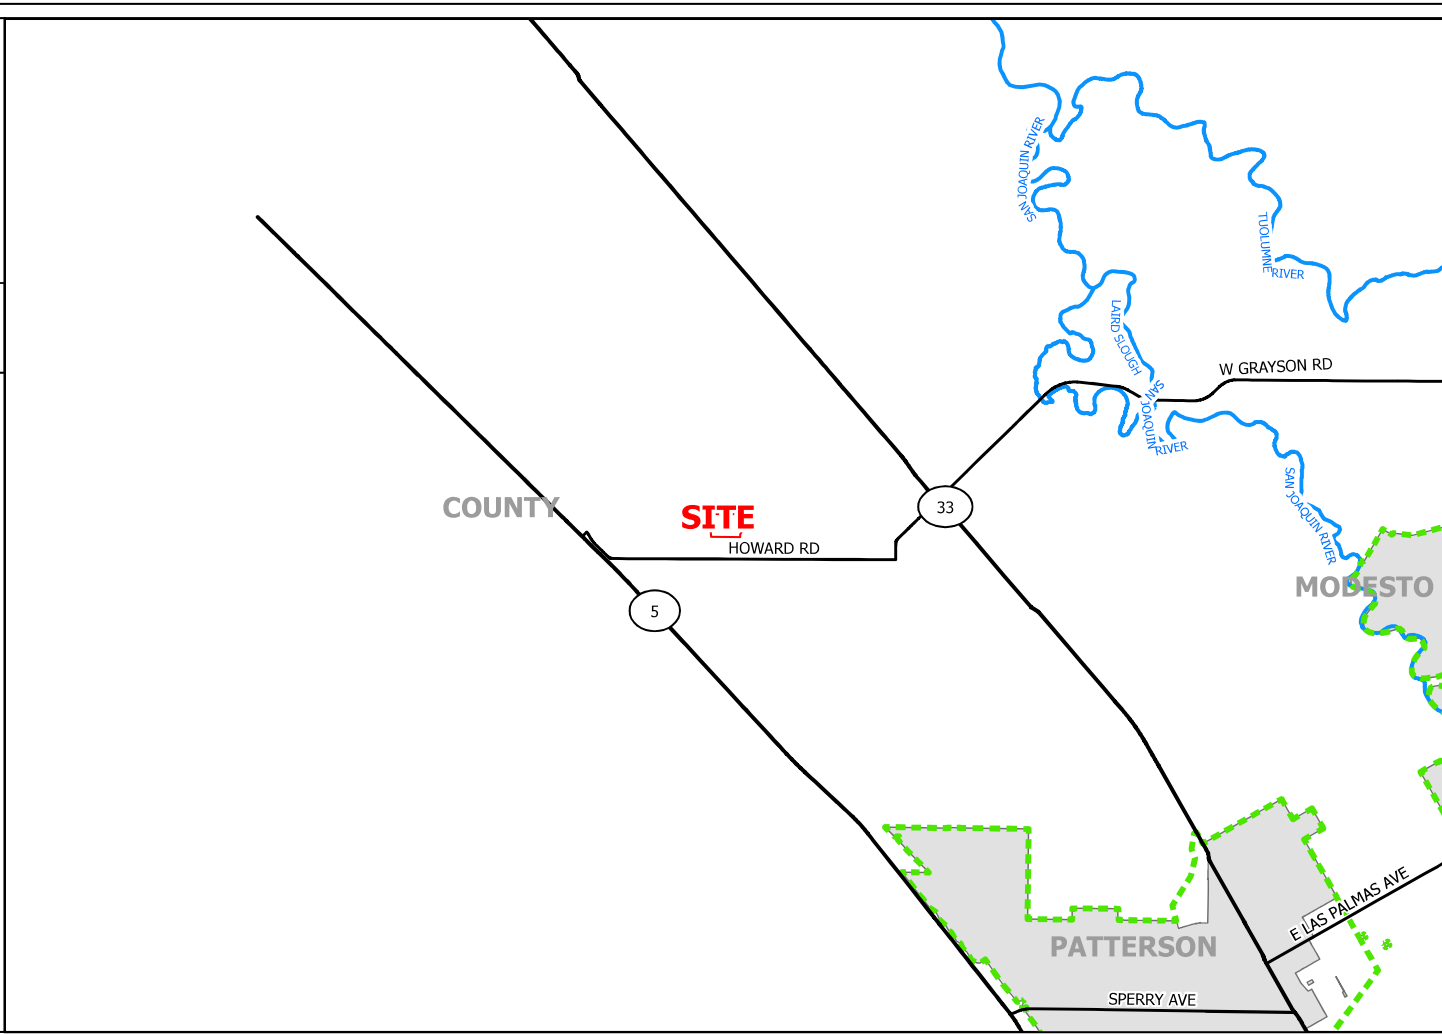 SAN JOAQUIN RIVER
TUOLUMNE RIVER
LAIRD SLOUGH
W GRAYSON RD
SAN JOAQUIN RIVER
SAN JOAQUIN RIVER
COUNTY
SITE
33
HOWARD RD
MODESTO
5
E LAS PALMAS AVE
PATTERSON
SPERRY AVE